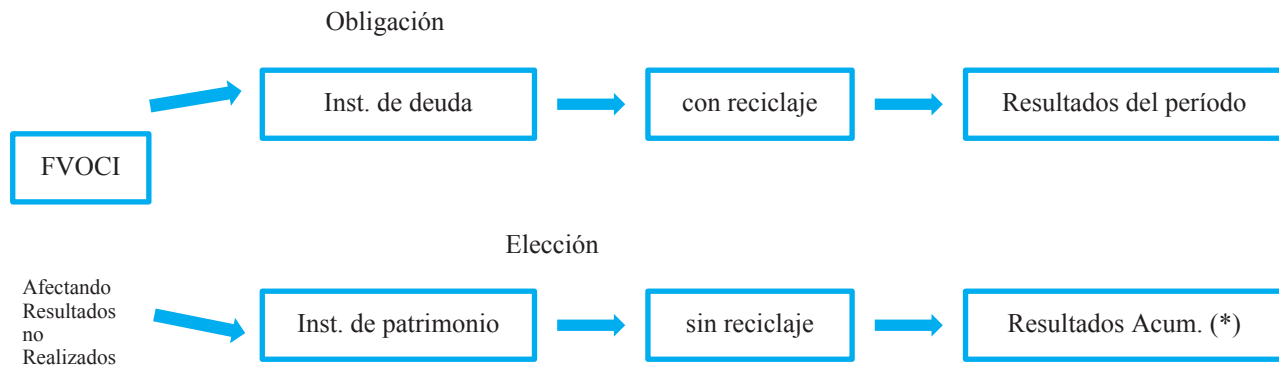 Obligación
Inst. de deuda
con reciclaje
Resultados del período
FVOCI
Elección
Afectando
Resultados
no
Realizados
Inst. de patrimonio
sin reciclaje
Resultados Acum. (*)